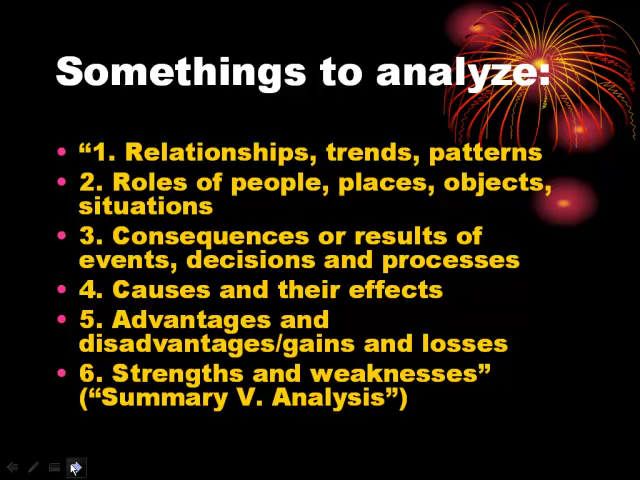 Somethings to analyze:
• “1. Relationships, trends, patterns
• 2. Roles of people, places, objects,
situations
• 3. Consequences or results of
events, decisions and processes
• 4. Causes and their effects
• 5. Advantages and
disadvantages/gains and losses
• 6. Strengths and weaknesses”
(“Summary V. Analysis”)